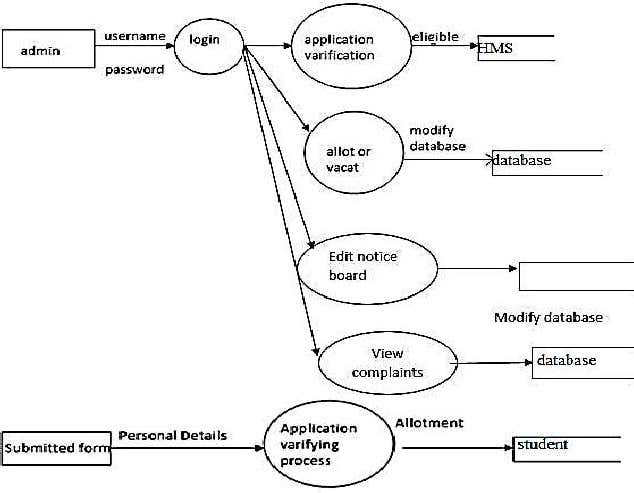 admin
username
password
login
application
varification
eligible
HMS
allot or
vacat
modify
database
database
Edit notice
board
Modify database
View
complaints
database
Submitted form
Personal Details
Application
varifying
process
Allotment
student